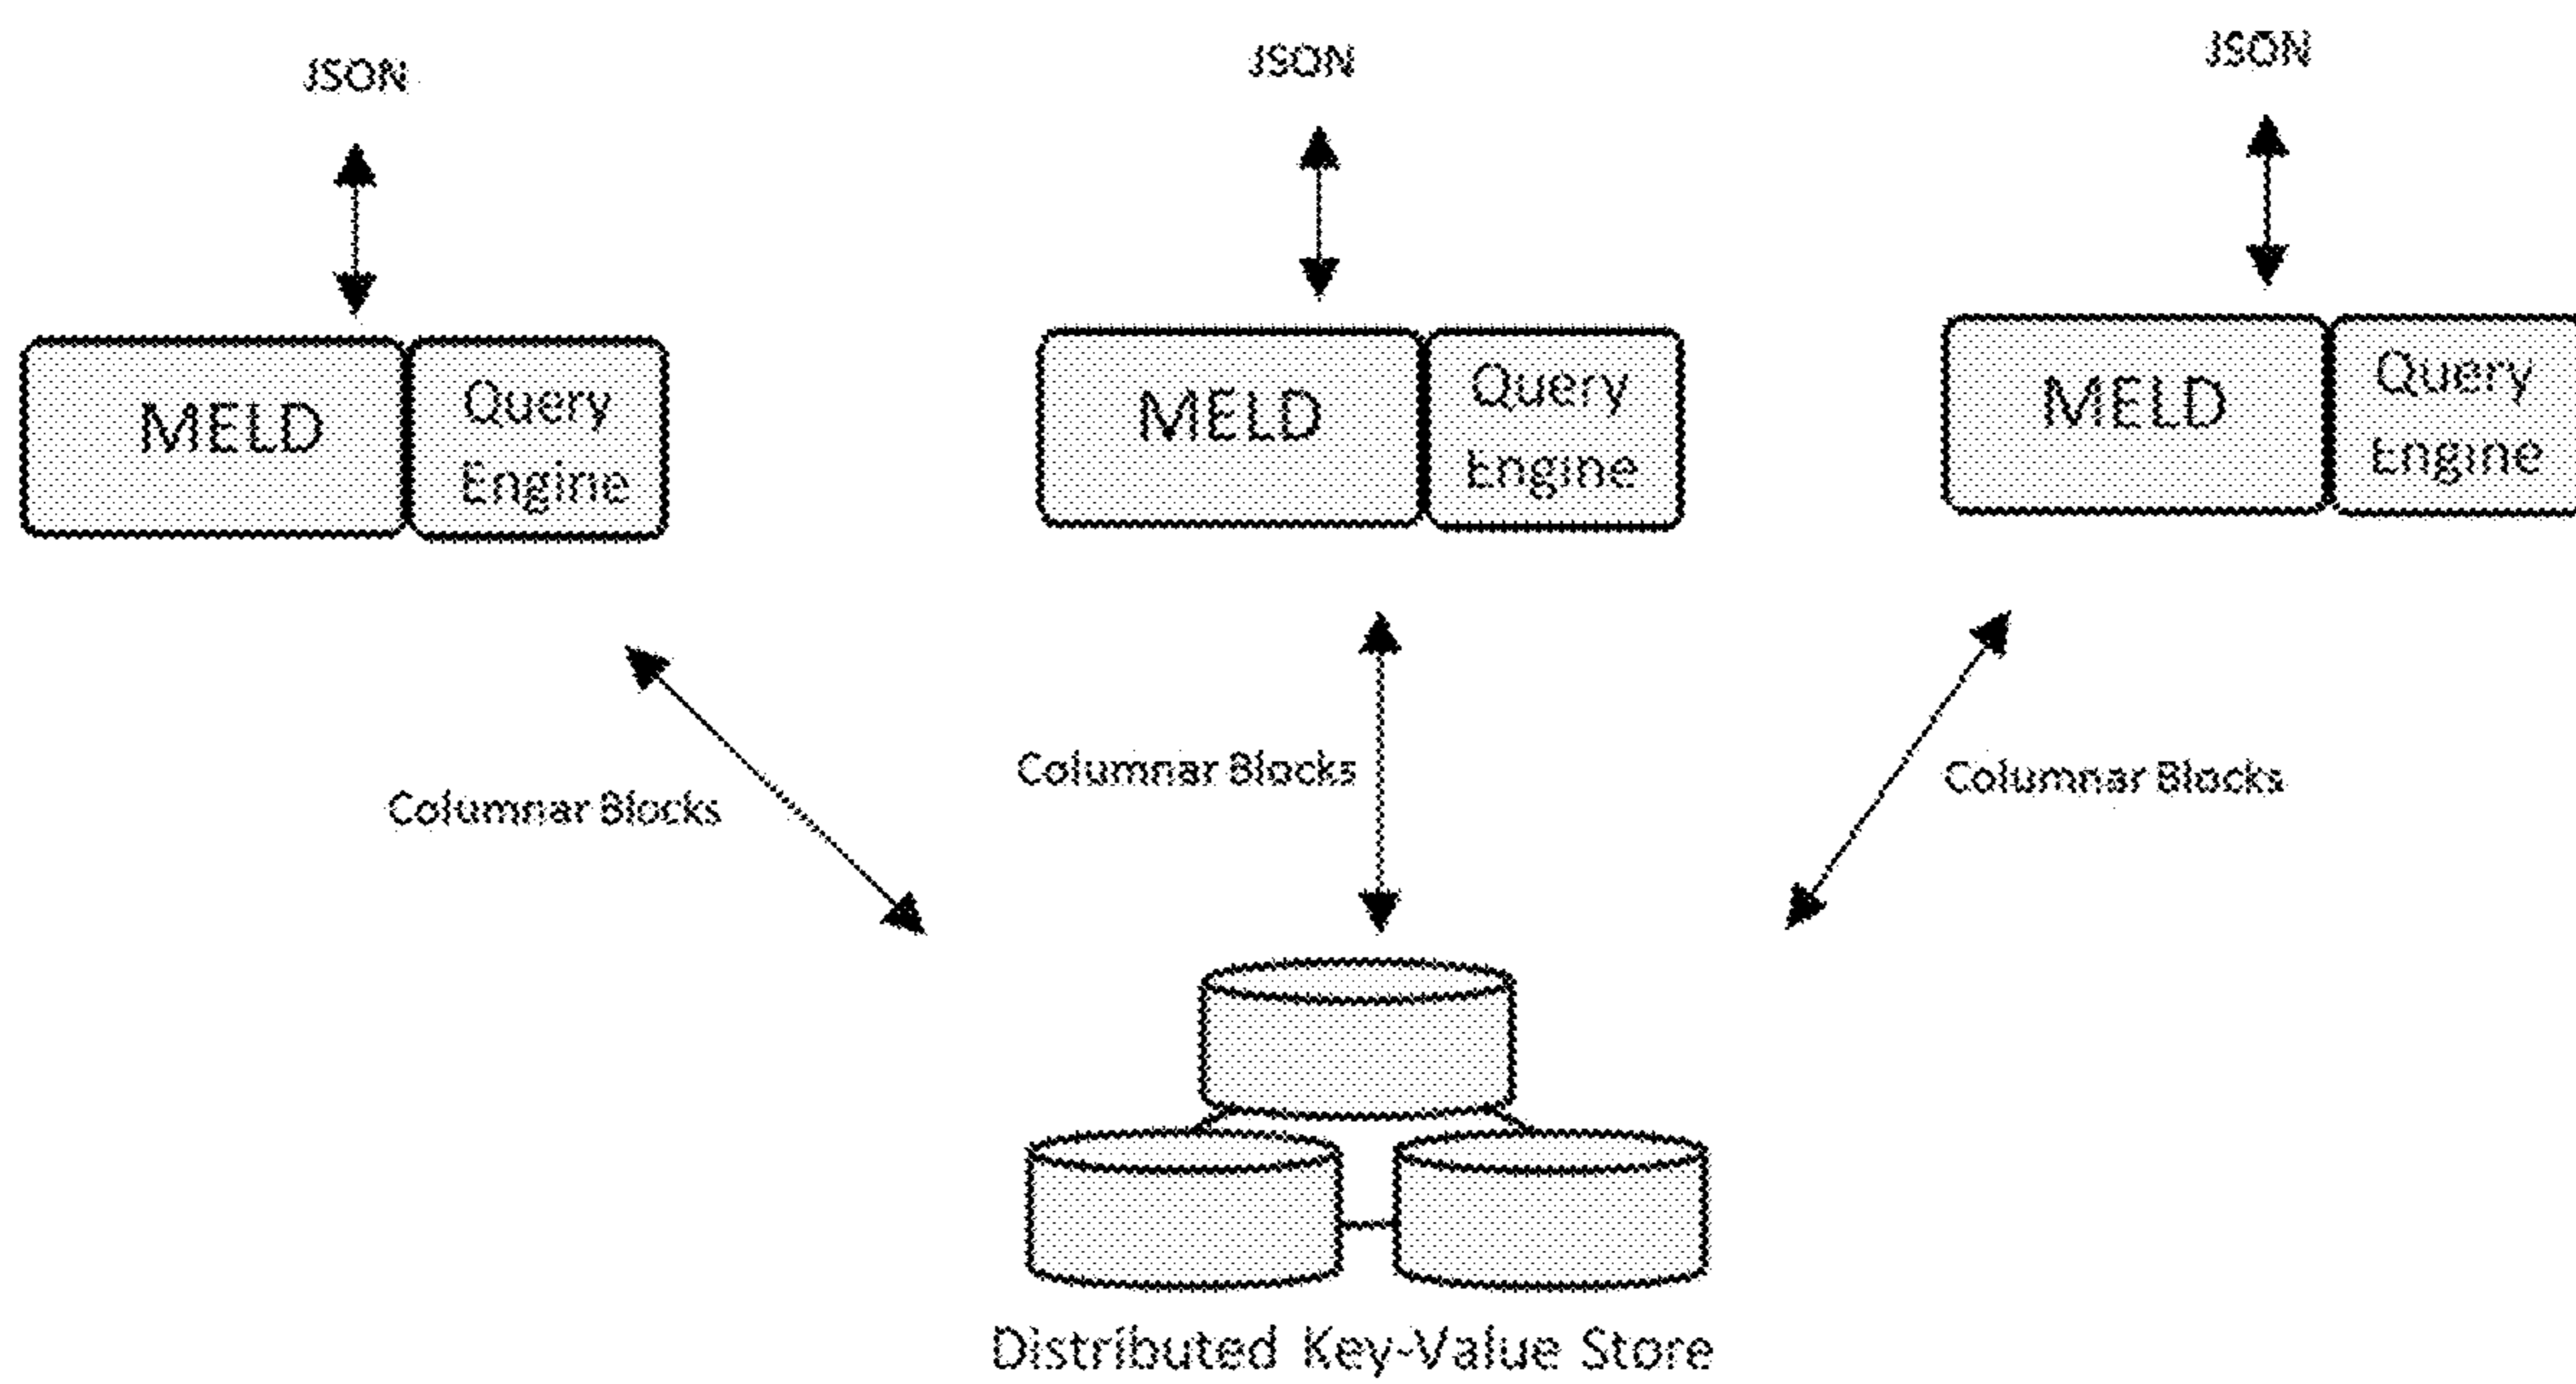 JSON
JSON
JSON
MELD
Query
Engine
MELD
Query
Engine
MELD
Query
Engine
Columnar Blocks
Columnar Blocks
Columnar Blocks
Distributed Key-Value Store